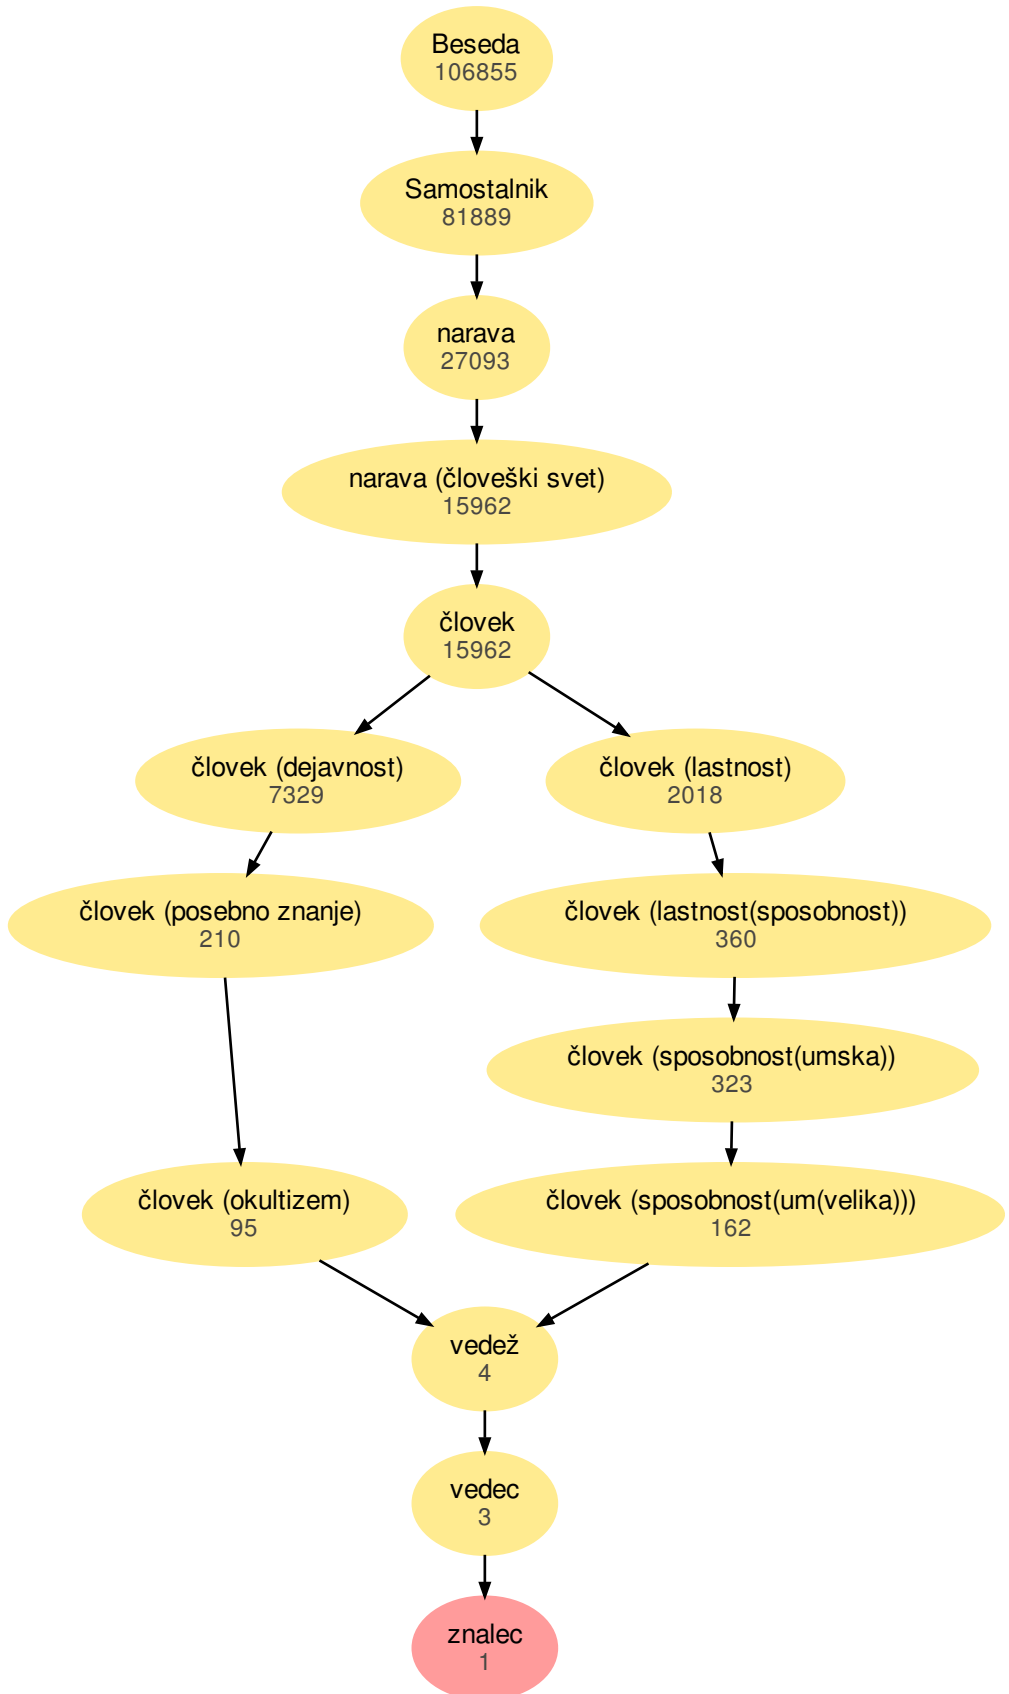 Beseda
106855
Samostalnik
81889
narava
27093
narava (človeški svet)
15962
človek
15962
človek (dejavnost)
7329
človek (lastnost)
2018
človek (posebno znanje)
210
človek (lastnost(sposobnost))
360
človek (sposobnost(umska))
323
človek (okultizem)
95
človek (sposobnost(um(velika)))
162
vedež
4
vedec
3
znalec
1